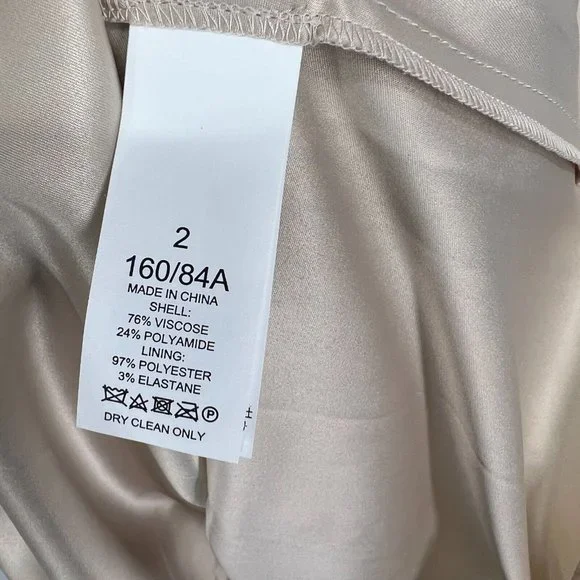 2
160/84A
MADE IN CHINA
SHELL:
76% VISCOSE
24% POLYAMIDE
LINING:
97% POLYESTER
3% ELASTANE
DRY CLEAN ONLY